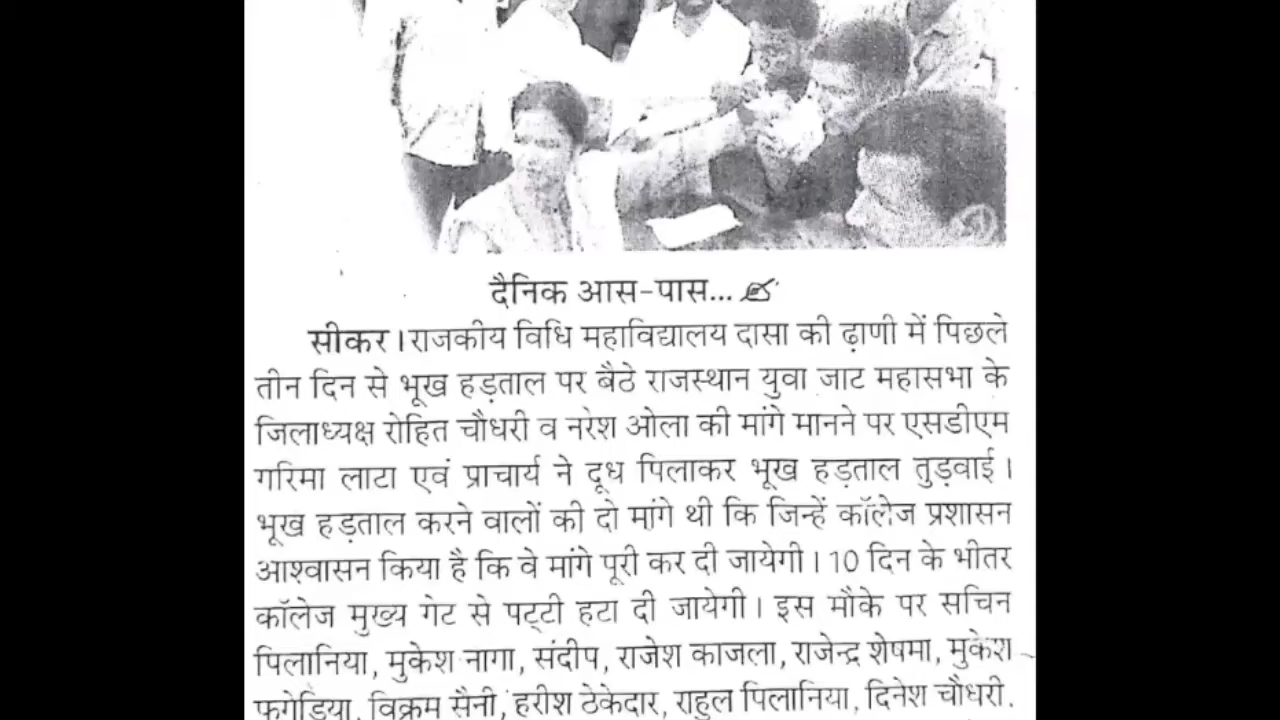 दैनिक आस-पास...
सीकर।राजकीय विधि महाविद्यालय दासा की ढ़ाणी में पिछले
तीन दिन से भूख हड़ताल पर बैठे राजस्थान युवा जाट महासभा के
जिलाध्यक्ष रोहित चौधरी व नरेश ओला की मांगे मानने पर एसडीएम
गरिमा लाटा एवं प्राचार्य ने दूध पिलाकर भूख हड़ताल तुड़वाई।
भूख हड़ताल करने वालों की दो मांगे थी कि जिन्हें कॉलेज प्रशासन
आश्वासन किया है कि वे मांगे पूरी कर दी जायेगी। 10 दिन के भीतर
कॉलेज मुख्य गेट से पट्टी हटा दी जायेगी। इस मौके पर सचिन
पिलानिया, मुकेश नागा, संदीप, राजेश काजला, राजेन्द्र शेषमा, मुकेश
फगेड़िया, विक्रम सैनी, हरीश ठेकेदार, राहुल पिलानिया, दिनेश चौधरी.